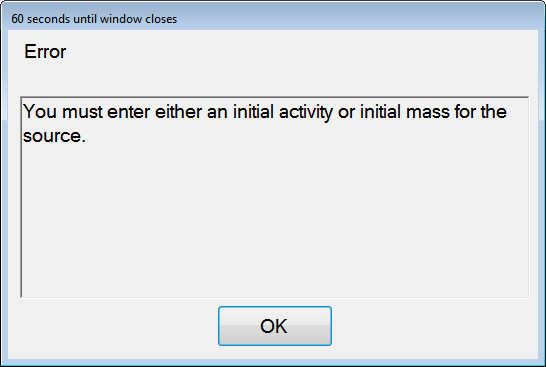 60 seconds until window closes
Error
You must enter either an initial activity or initial mass for the
source.
OK